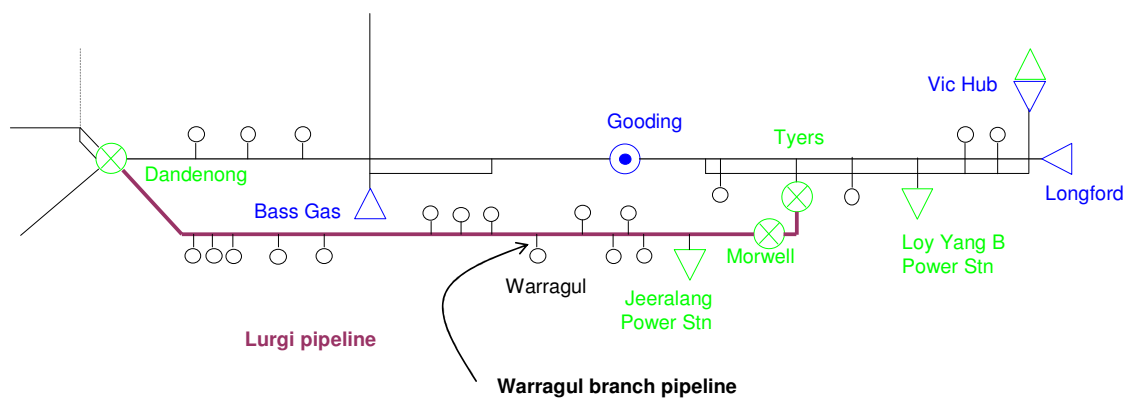 Vic Hub
Gooding
Tyers
Dandenong
Longford
Bass Gas
Loy Yang B
Power Stn
Morwell
Warragul
Jeeralang
Power Stn
Lurgi pipeline
Warragul branch pipeline